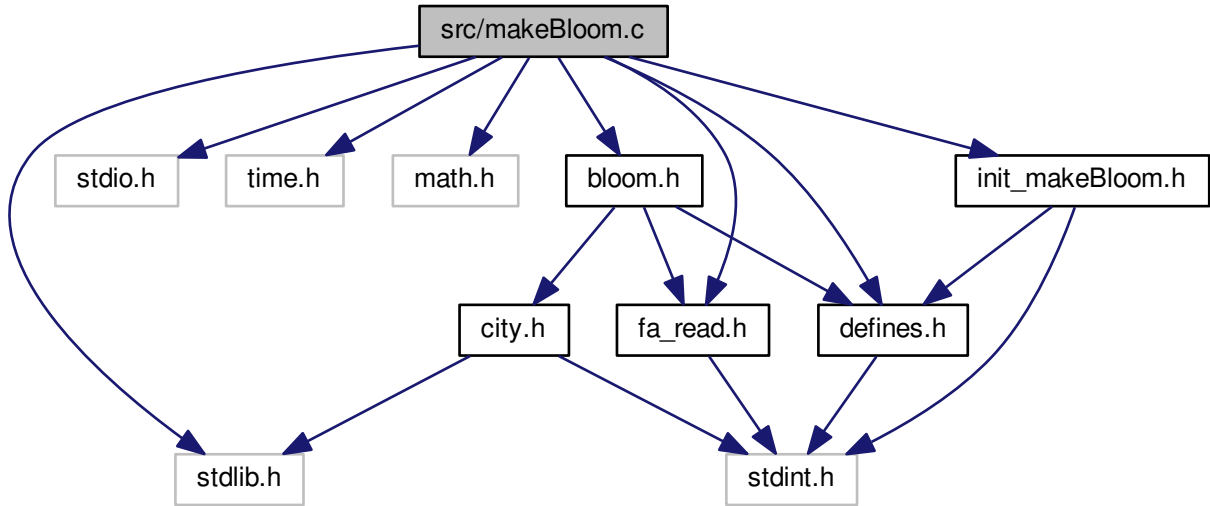 src/makeBloom.c
stdio.h
time.h
math.h
bloom.h
init_makeBloom.h
city.h
fa_read.h
defines.h
stdlib.h
stdint.h